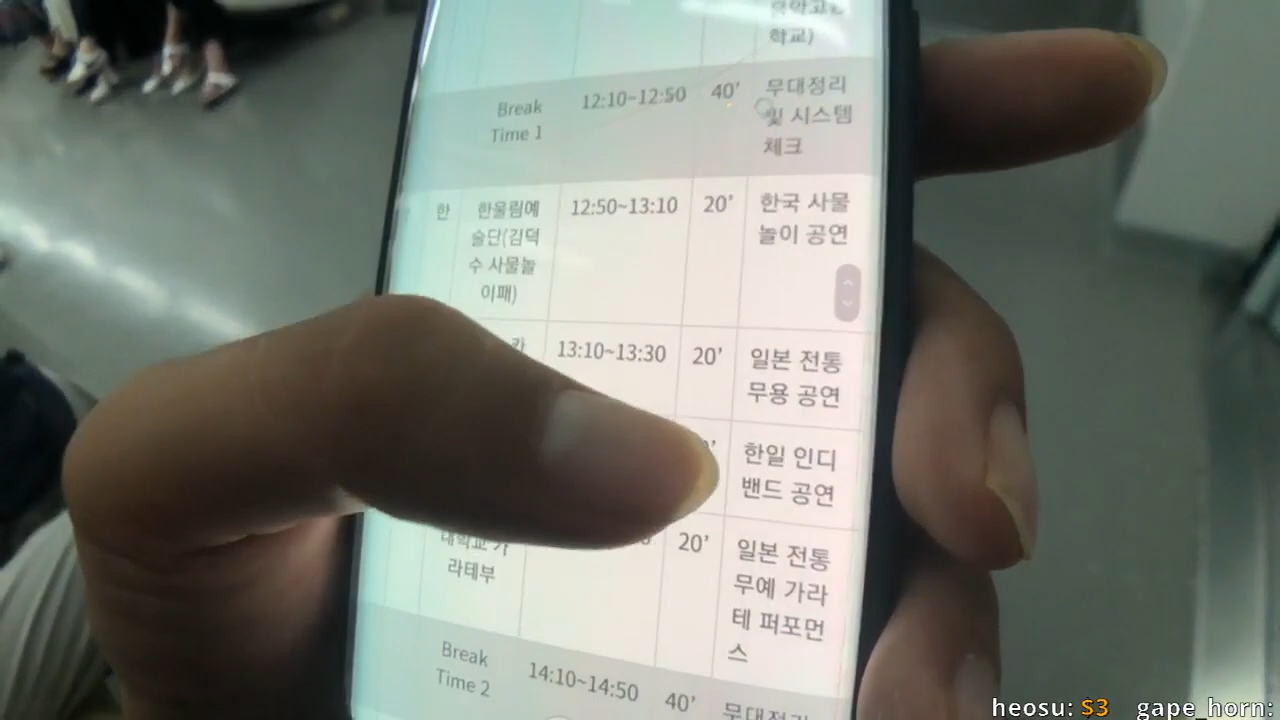 학교)
Break
Time 1
12:10~12:50
40'
무대정리
및 시스템
체크
한
한울림예
술단(김덕
수 사물놀
이패)
12:50~13:10
20'
한국 사물
놀이 공연
13:10~13:30
20'
일본 전통
무용 공연
한일 인디
밴드 공연
라테부
20'
일본 전통
무예 가라
테 퍼포먼
스
Break
Time 2
14:10~14:50
40'
무대정리
heosu: S3 gape_horn: